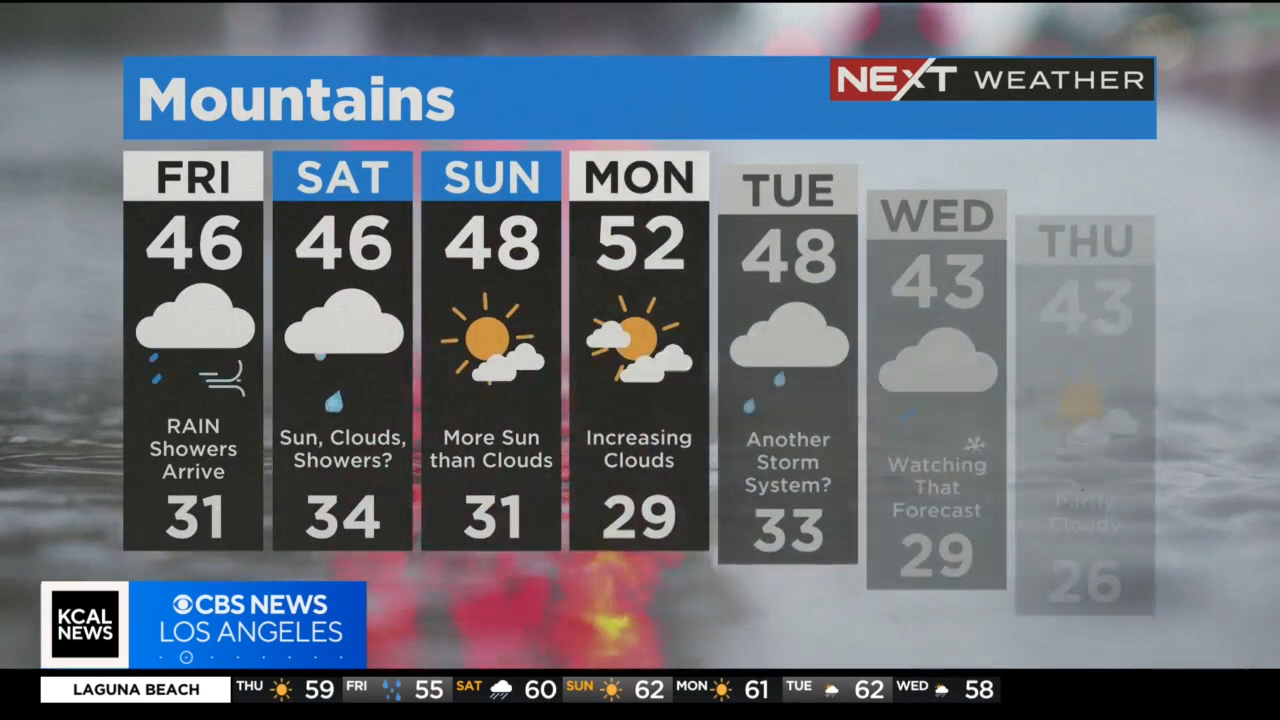 Mountains
NEXT WEATHER
FRI
46
RAIN
Showers
Arrive
31
SAT
46
Sun, Clouds,
Showers?
34
SUN
48
More Sun
than Clouds
31
MON
52
Increasing
Clouds
29
TUE
48
Another
Storm
System?
33
WED
43
Watching
That
Forecast
29
THU
43
Partly
Cloudy
26
KCAL
NEWS
CBS NEWS
LOS ANGELES
LAGUNA BEACH THU 59 FRI 55 SAT 60 SUN 62 MON 61 TUE 62 WED 58